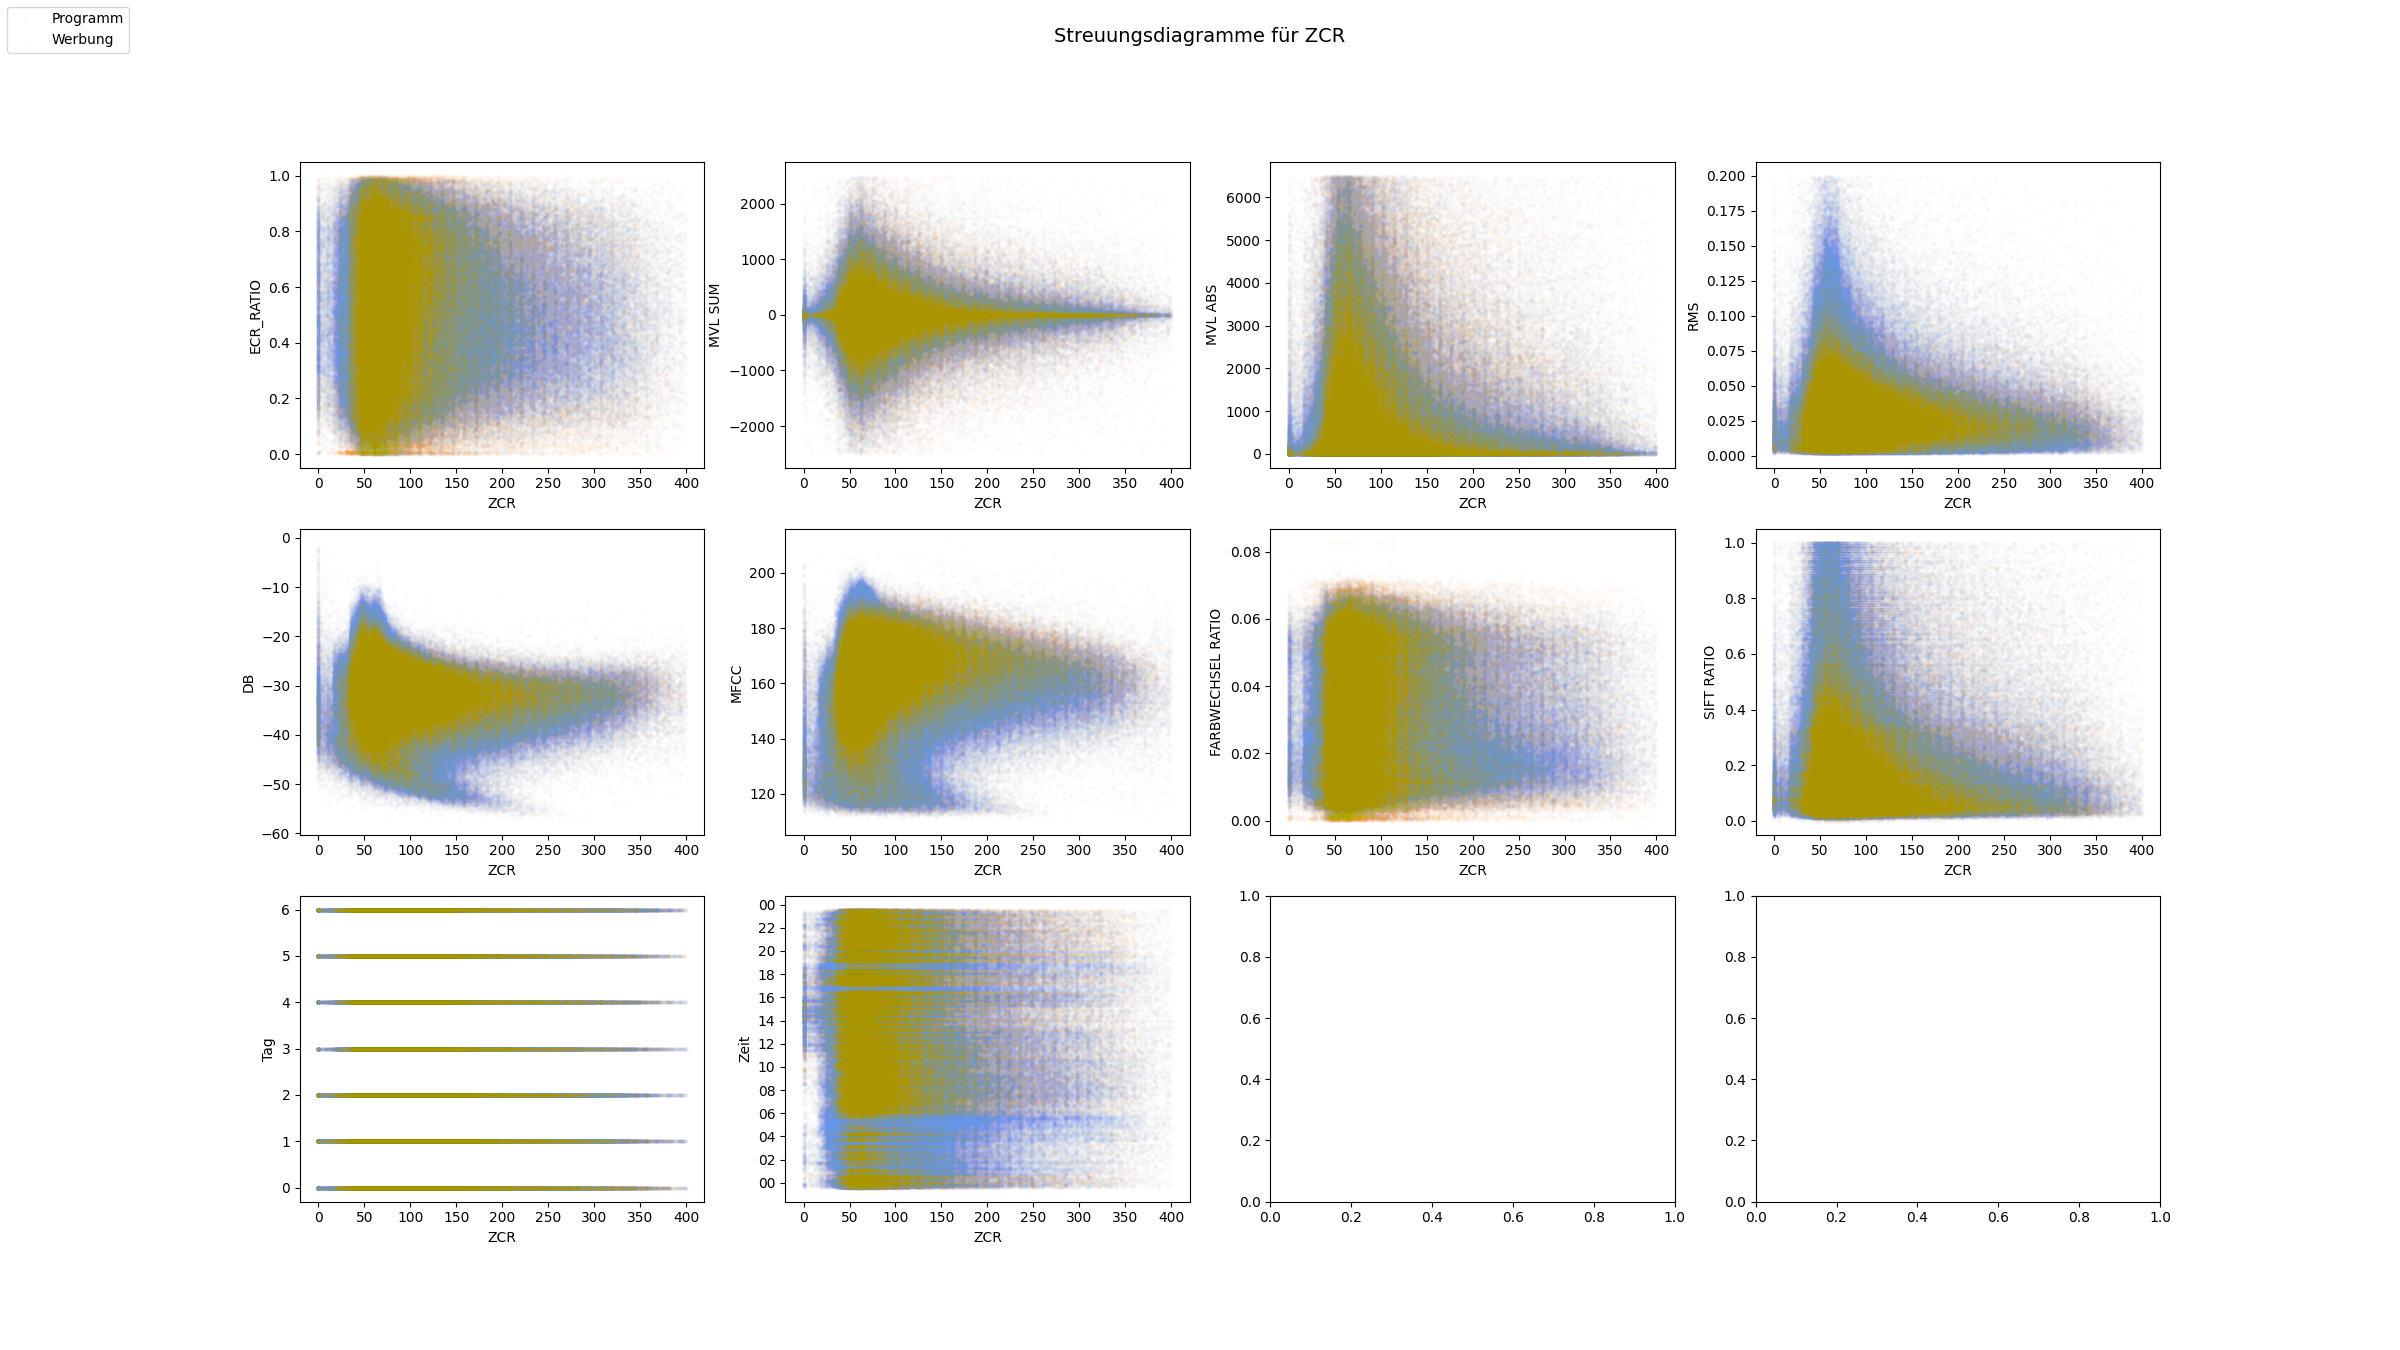 Programm
Werbung
Streuungsdiagramme für ZCR
1.0
0.8
0.6
0.4
0.2
0.0
ECR_RATIO
0 50 100 150 200 250 300 350 400
ZCR
2000
1000
0
−1000
−2000
MVL SUM
0 50 100 150 200 250 300 350 400
ZCR
6000
5000
4000
3000
2000
1000
0
MVL ABS
0 50 100 150 200 250 300 350 400
ZCR
0.200
0.175
0.150
0.125
0.100
0.075
0.050
0.025
0.000
RMS
0 50 100 150 200 250 300 350 400
ZCR
0
−10
−20
−30
−40
−50
−60
DB
0 50 100 150 200 250 300 350 400
ZCR
200
180
160
140
120
MFCC
0 50 100 150 200 250 300 350 400
ZCR
0.08
0.06
0.04
0.02
0.00
FARBWECHSEL RATIO
0 50 100 150 200 250 300 350 400
ZCR
1.0
0.8
0.6
0.4
0.2
0.0
SIFT RATIO
0 50 100 150 200 250 300 350 400
ZCR
6
5
4
3
2
1
0
Tag
0 50 100 150 200 250 300 350 400
ZCR
00
22
20
18
16
14
12
10
08
06
04
02
00
Zeit
0 50 100 150 200 250 300 350 400
ZCR
1.0
0.8
0.6
0.4
0.2
0.0
0.0 0.2 0.4 0.6 0.8 1.0
1.0
0.8
0.6
0.4
0.2
0.0
0.0 0.2 0.4 0.6 0.8 1.0